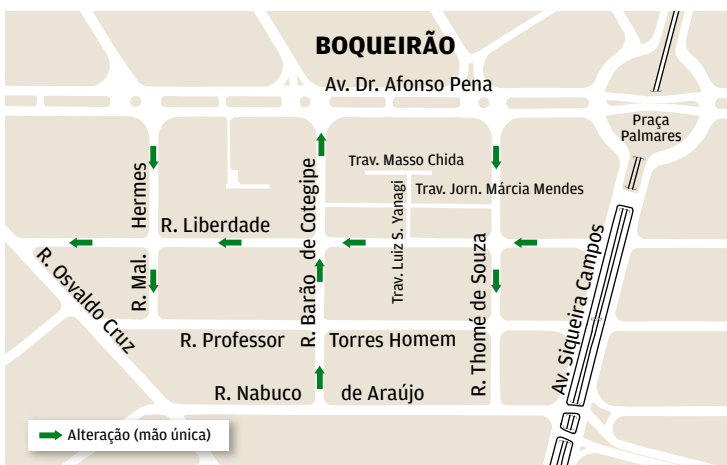 BOQUEIRÃO
Av. Dr. Afonso Pena
Praça
Palmares
Trav. Masso Chida
Trav. Jorn. Márcia Mendes
Trav. Luiz S. Yanagi
R. Mal. Hermes
R. Liberdade
R. Barão de Cotegipe
R. Thomé de Souza
Av. Siqueira Campos
R. Osvaldo Cruz
R. Professor Torres Homem
R. Nabuco de Araújo
Alteração (mão única)